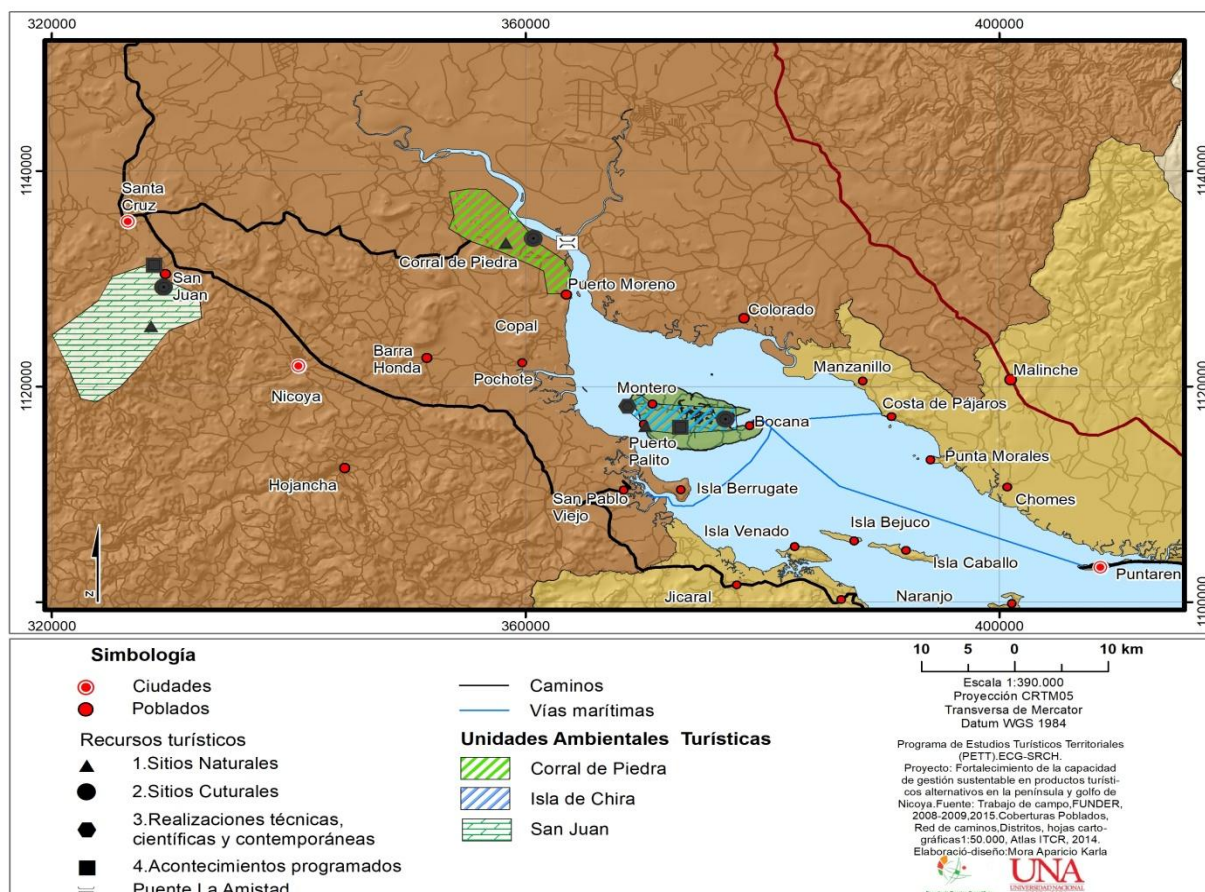 320000
360000
400000
1140000
1140000
Santa
Cruz
Corral de Piedra
San
Juan
Puerto Moreno
Colorado
Copal
Barra
Honda
Manzanillo
Malinche
1120000
1120000
Pochote
Nicoya
Montero
Costa de Pájaros
Bocana
Puerto
Palito
Punta Morales
Hojancha
San Pablo
Viejo
Isla Berrugate
Chomes
Isla Venado
Isla Bejuco
Isla Caballo
Puntaren
z
Jicaral
Naranjo
1100000
320000
360000
400000
Simbología
Ciudades
Poblados
Recursos turísticos
1.Sitios Naturales
2.Sitios Cuturales
3.Realizaciones técnicas,
científicas y contemporáneas
4.Acontecimientos programados
Puente La Amistad
Caminos
Vías marítimas
Unidades Ambientales Turísticas
Corral de Piedra
Isla de Chira
San Juan
10 5 0 10 km
Escala 1:390.000
Proyección CRTM05
Transversa de Mercator
Datum WGS 1984
Programa de Estudios Turísticos Territoriales
(PETT).ECG-SRCH.
Proyecto: Fortalecimiento de la capacidad
de gestión sustentable en productos turísti-
cos alternativos en la península y golfo de
Nicoya.Fuente: Trabajo de campo,FUNDER,
2008-2009,2015.Coberturas Poblados,
Red de caminos,Distritos, hojas carto-
gráficas1:50.000, Atlas ITCR, 2014.
Elaboració-diseño:Mora Aparicio Karla
UNA
UNIVERSIDAD NACIONAL